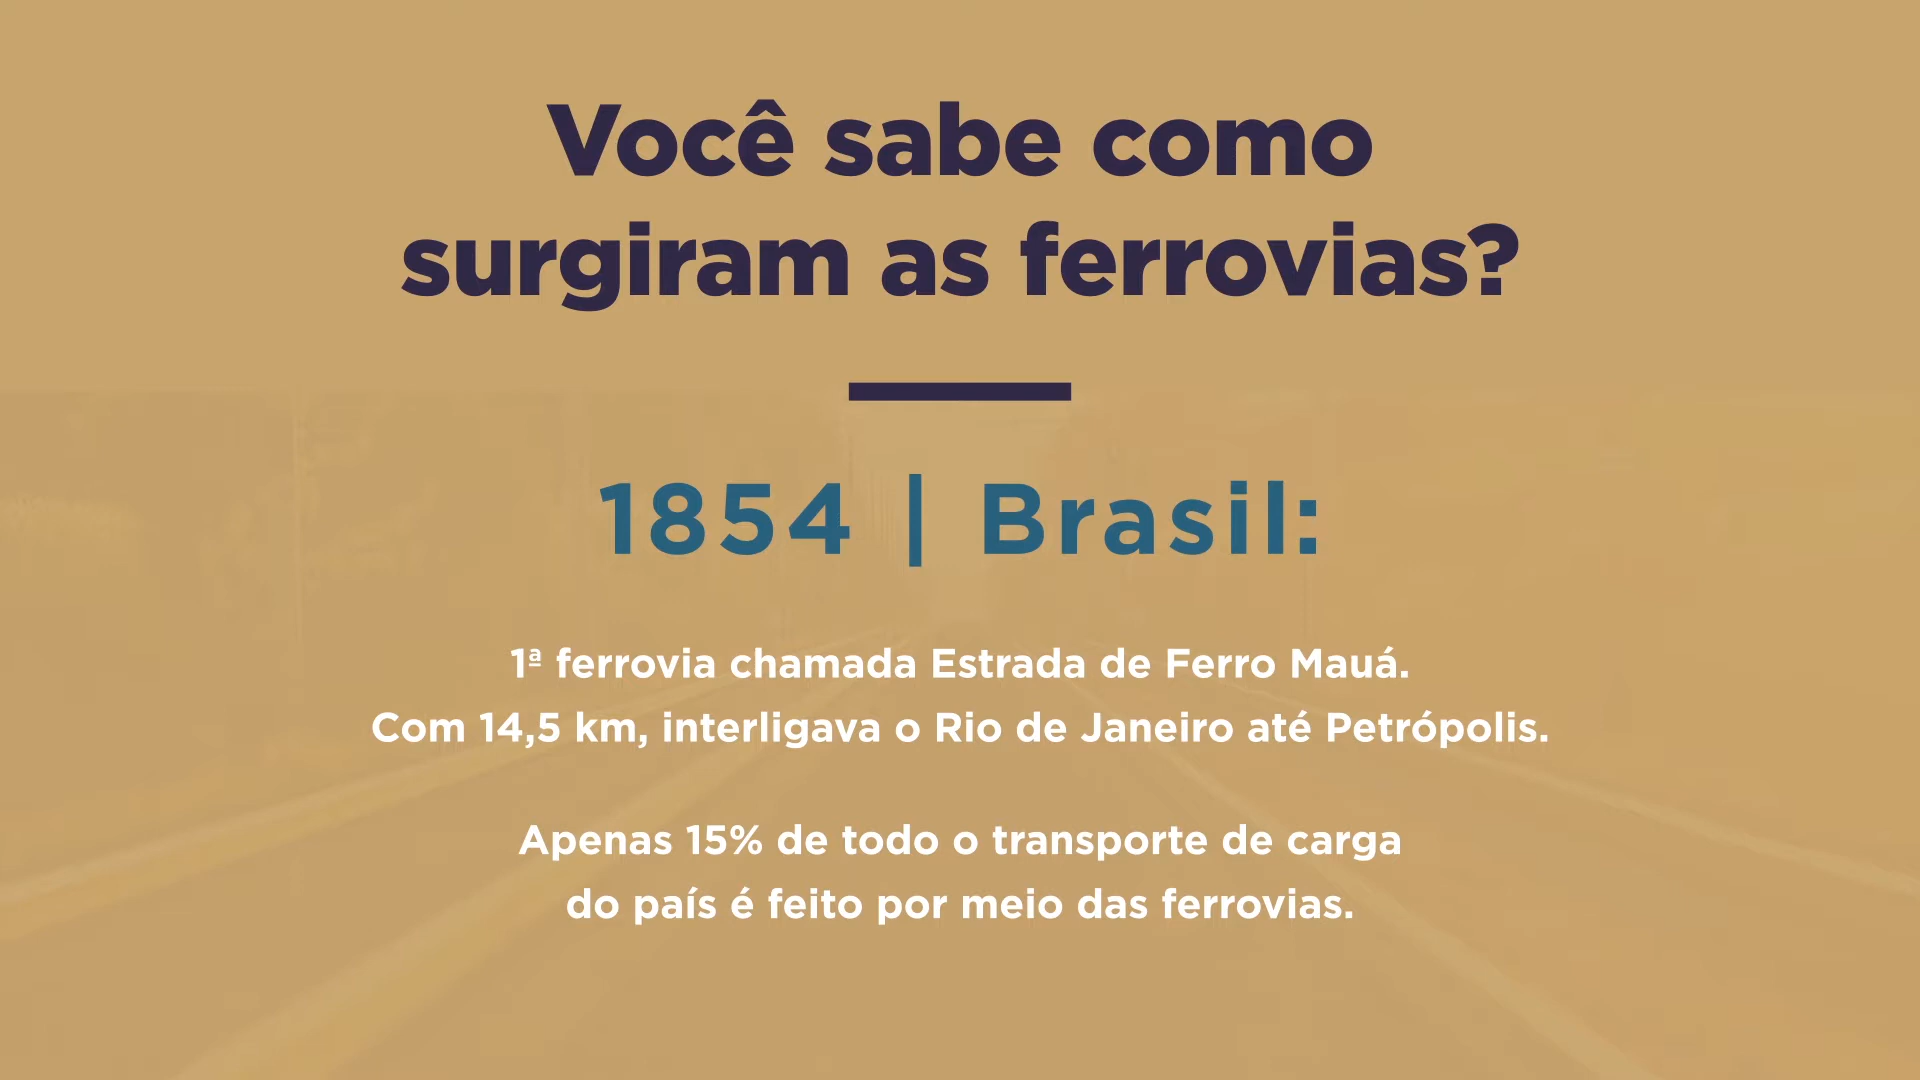 Você sabe como
surgiram as ferrovias?
1854 | Brasil:
1ª ferrovia chamada Estrada de Ferro Mauá.
Com 14,5 km, interligava o Rio de Janeiro até Petrópolis.
Apenas 15% de todo o transporte de carga
do país é feito por meio das ferrovias.